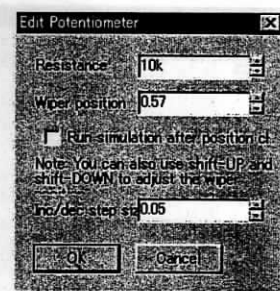 Edit Potentiometer
Resistance 10k
Wiper position 0.57
Run simulation after position ch
Note: You can also use shift-UP and
shift-DOWN to adjust the wiper
Inc/dec step siz 0.05
OK Cancel